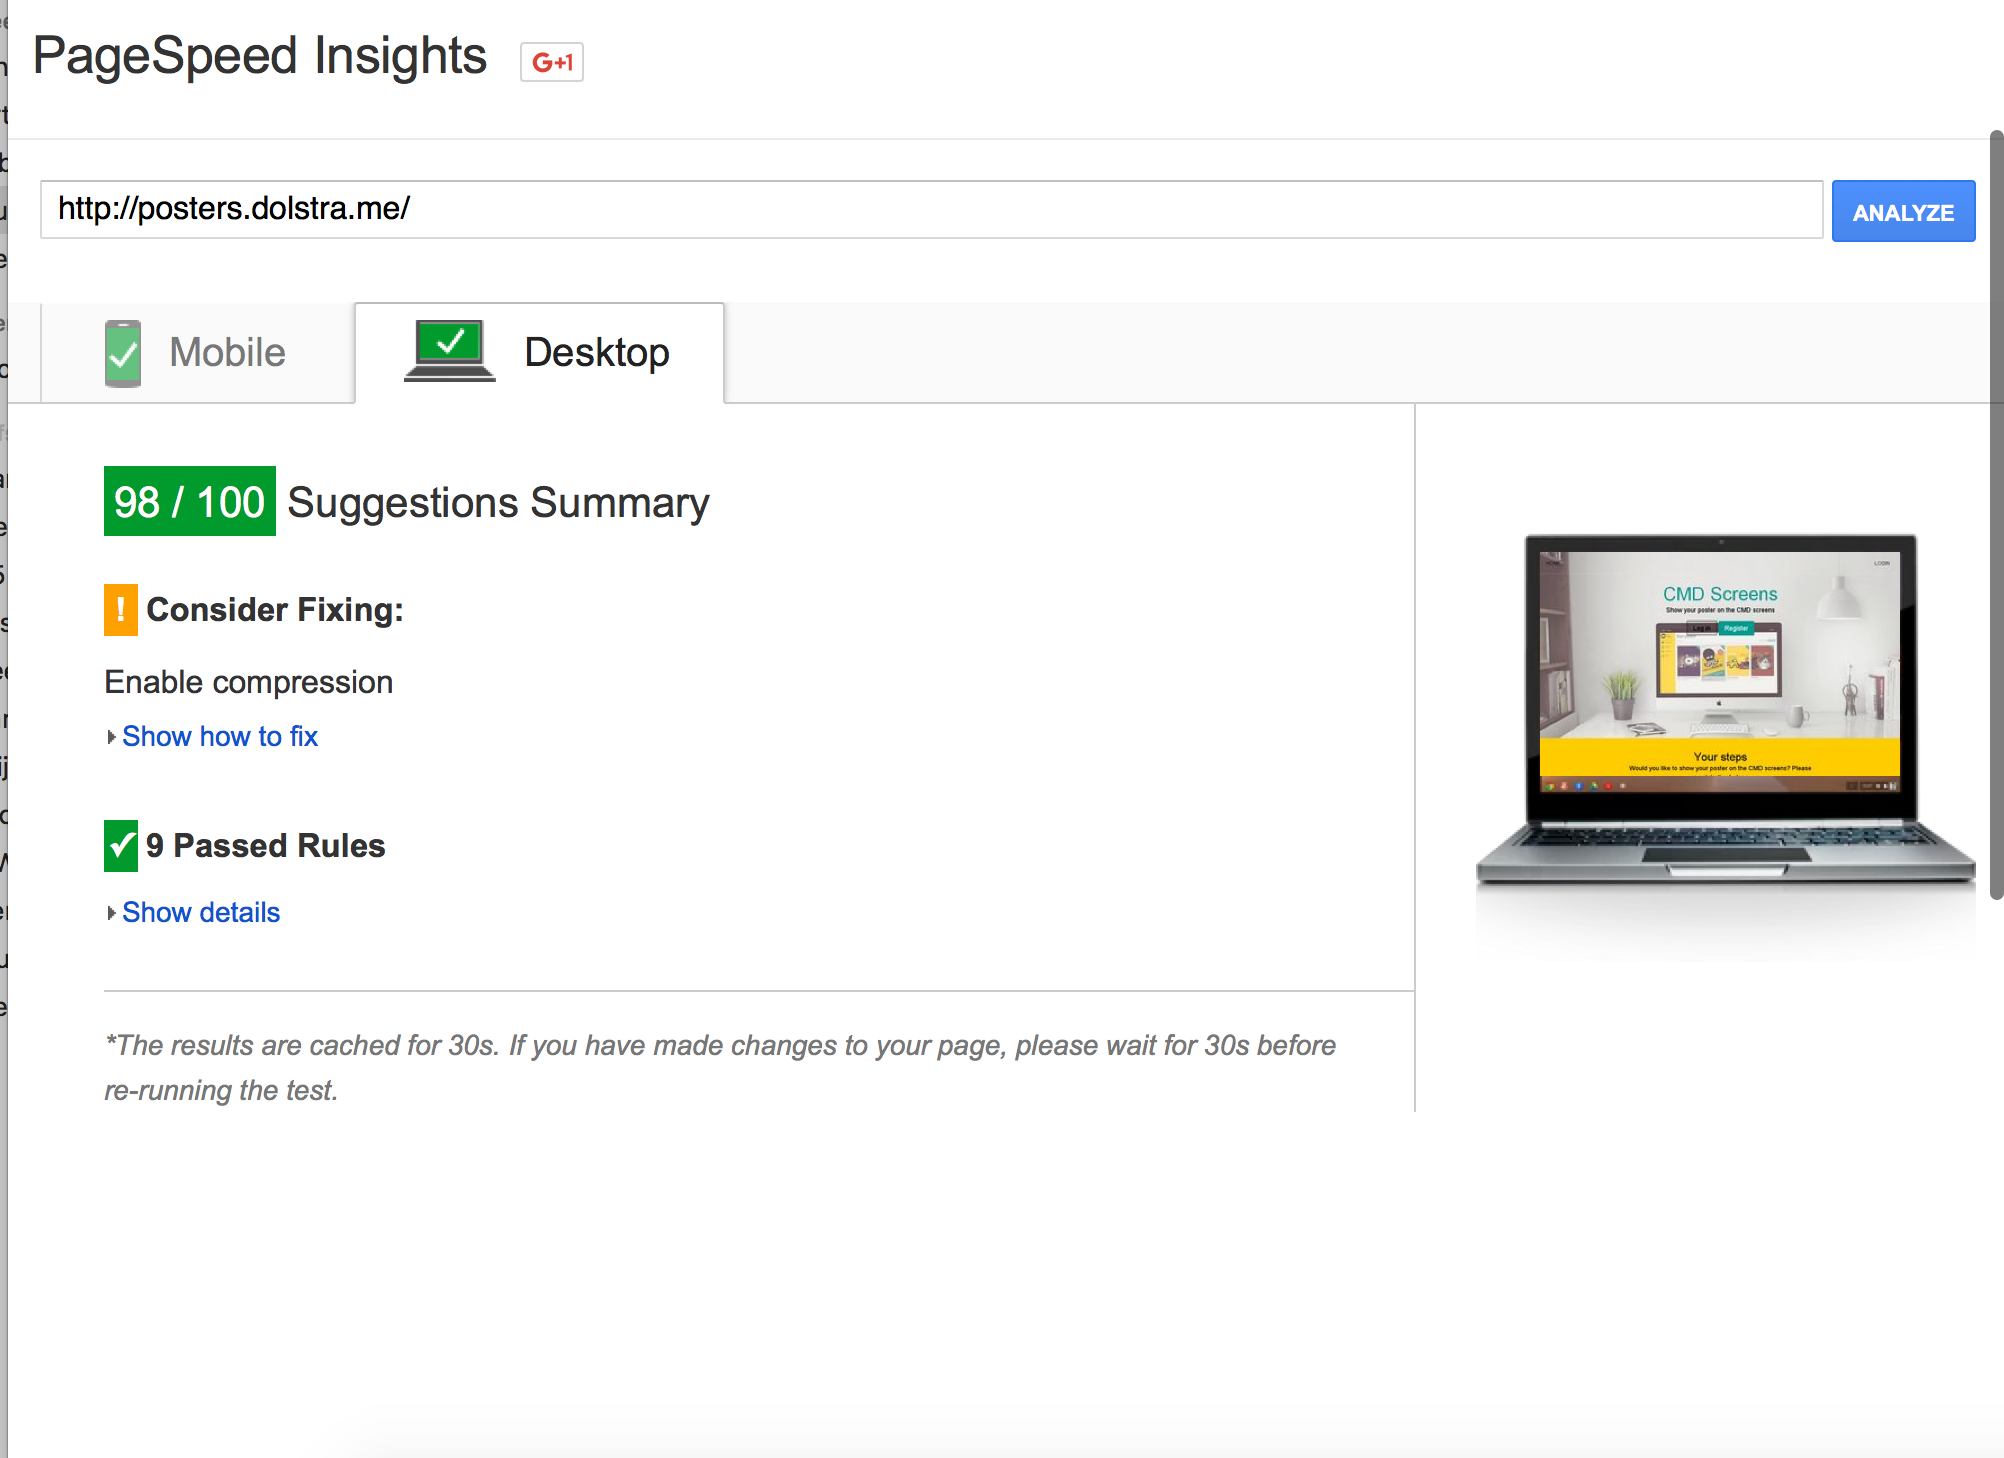 PageSpeed Insights
G+1
http://posters.dolstra.me/
ANALYZE
Mobile
Desktop
98 / 100 Suggestions Summary
! Consider Fixing:
Enable compression
Show how to fix
9 Passed Rules
Show details
*The results are cached for 30s. If you have made changes to your page, please wait for 30s before
re-running the test.
HOME
LOGIN
CMD Screens
Show your poster on the CMD screens
Log in
Register
Your steps
Would you like to show your poster on the CMD screens? Please